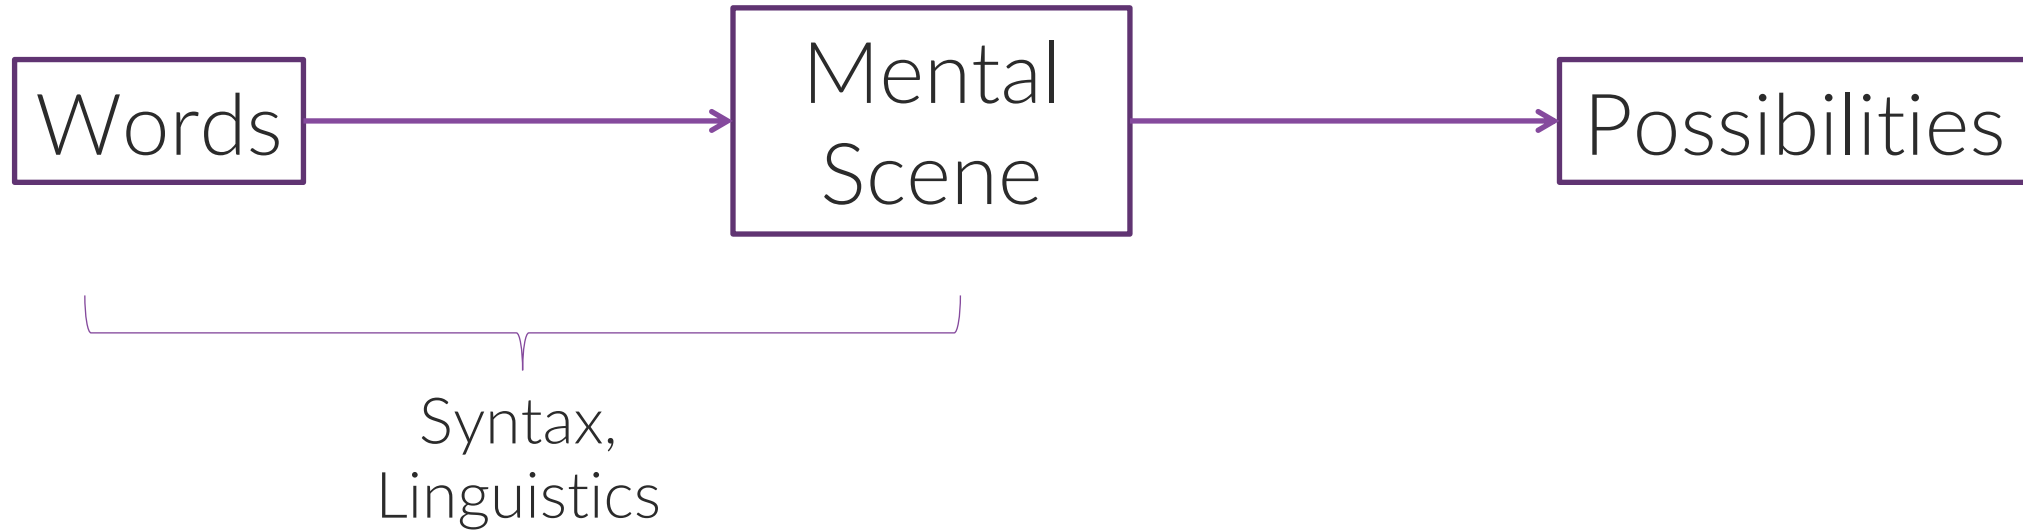 Words
Mental
Scene
Possibilities
Syntax,
Linguistics